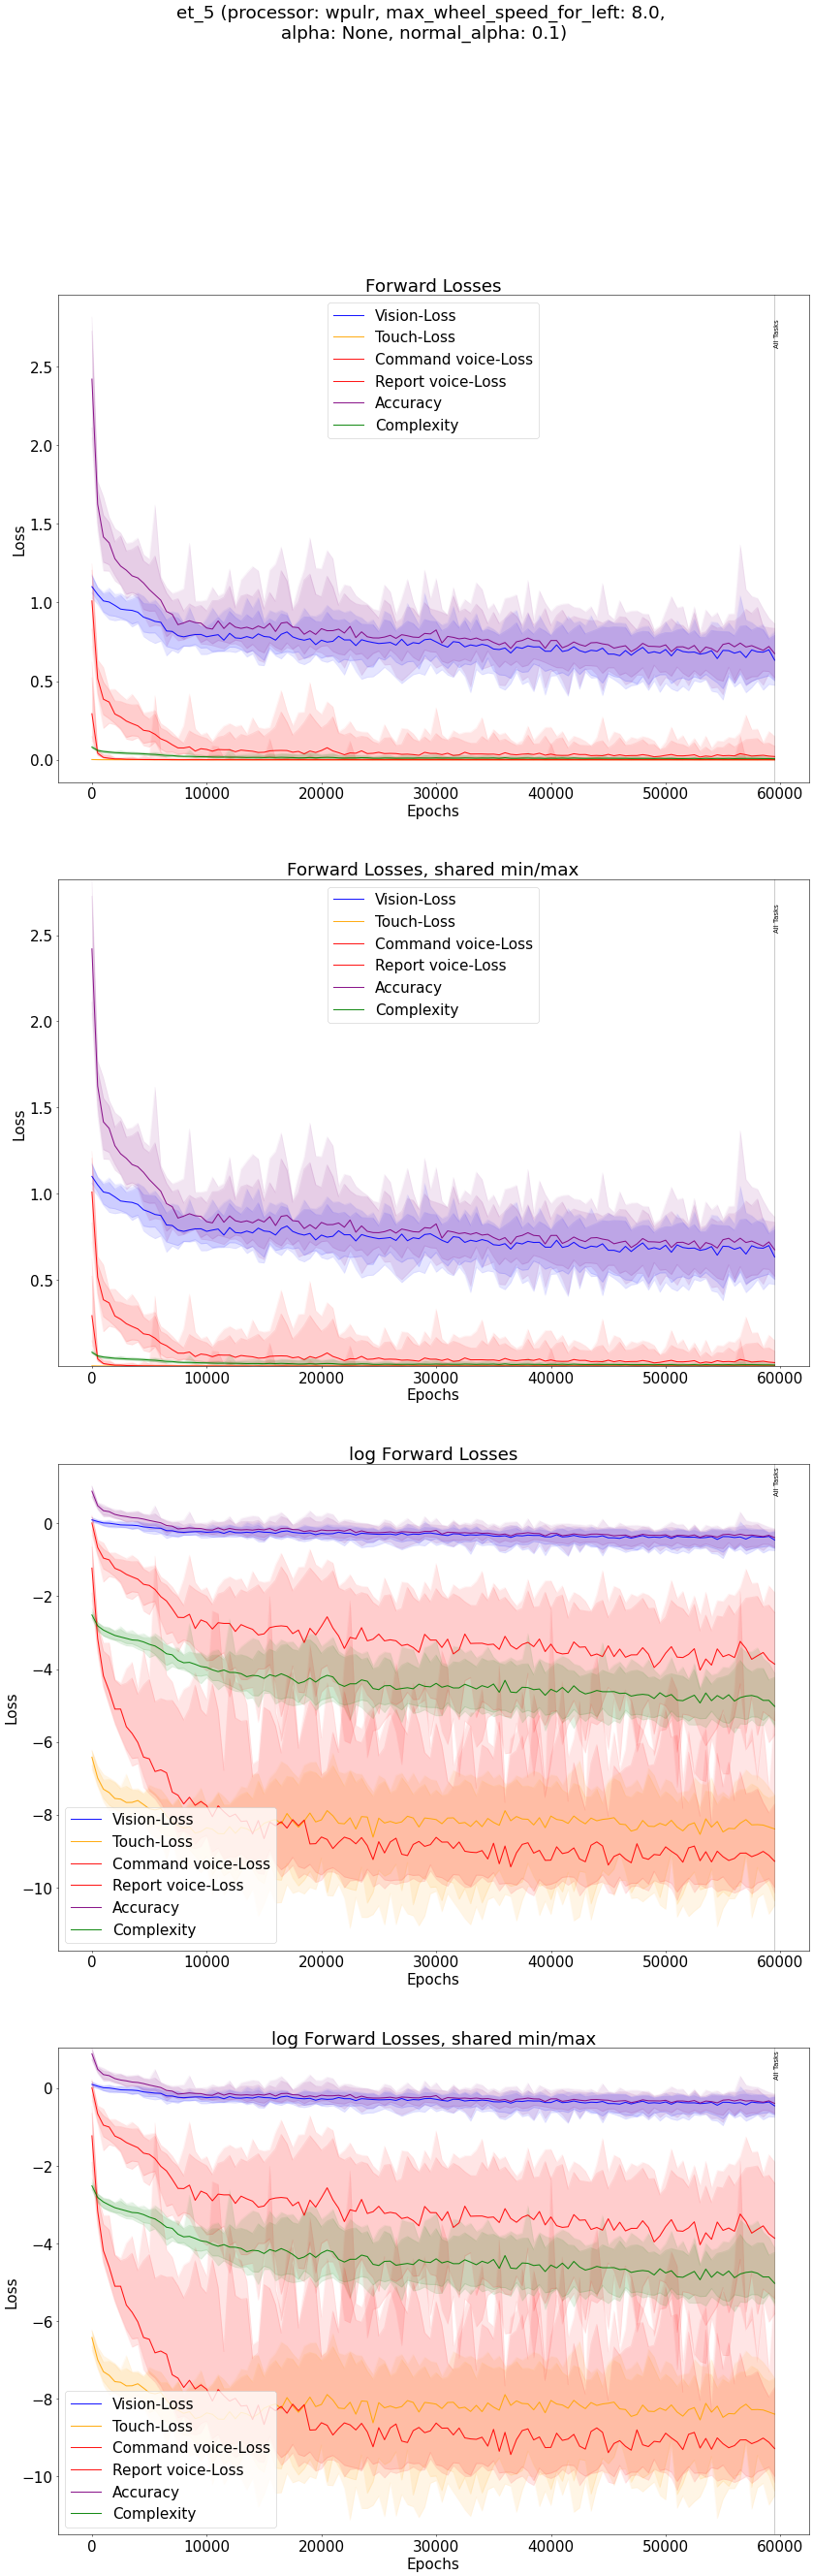 et_5 (processor: wpulr, max_wheel_speed_for_left: 8.0,
alpha: None, normal_alpha: 0.1)
Forward Losses
Vision-Loss
Touch-Loss
Command voice-Loss
Report voice-Loss
Accuracy
Complexity
All Tasks
2.5
2.0
1.5
1.0
0.5
0.0
Loss
0 10000 20000 30000 40000 50000 60000
Epochs
Forward Losses, shared min/max
Vision-Loss
Touch-Loss
Command voice-Loss
Report voice-Loss
Accuracy
Complexity
All Tasks
2.5
2.0
1.5
1.0
0.5
Loss
0 10000 20000 30000 40000 50000 60000
Epochs
log Forward Losses
All Tasks
0
−2
−4
−6
−8
−10
Loss
Vision-Loss
Touch-Loss
Command voice-Loss
Report voice-Loss
Accuracy
Complexity
0 10000 20000 30000 40000 50000 60000
Epochs
log Forward Losses, shared min/max
All Tasks
0
−2
−4
−6
−8
−10
Loss
Vision-Loss
Touch-Loss
Command voice-Loss
Report voice-Loss
Accuracy
Complexity
0 10000 20000 30000 40000 50000 60000
Epochs